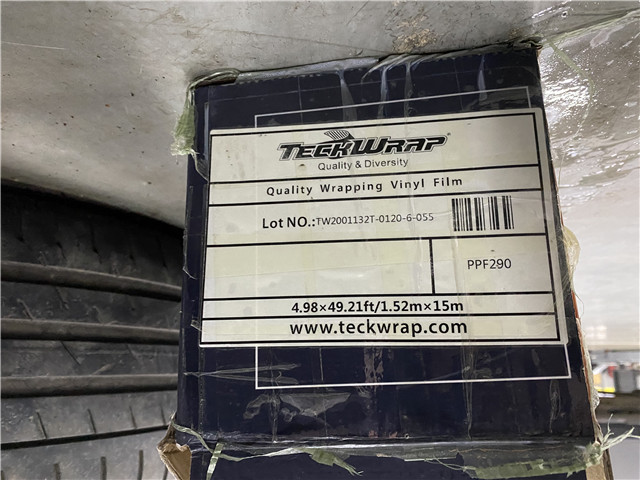 TECKWRAP®
Quality & Diversity
Quality Wrapping Vinyl Film
Lot NO.:TW2001132T-0120-6-055
PPF290
4.98×49.21ft/1.52m×15m
www.teckwrap.com